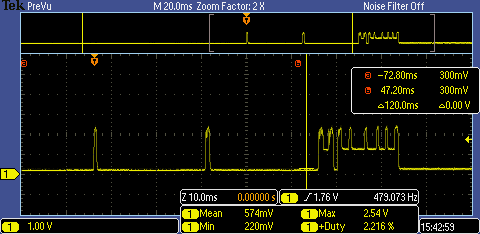 Tek PreVu M 20.0ms Zoom Factor: 2 X Noise Filter Off
a -72.80ms 300mV
b 47.20ms 300mV
△120.0ms △0.00 V
1
Z 10.0ms 0.00000 s 1 1.76 V 479.073 Hz
1 1.00 V
1 Mean 574mV 1 Max 2.54 V
1 Min 220mV 1 +Duty 2.216 %
15:42:59